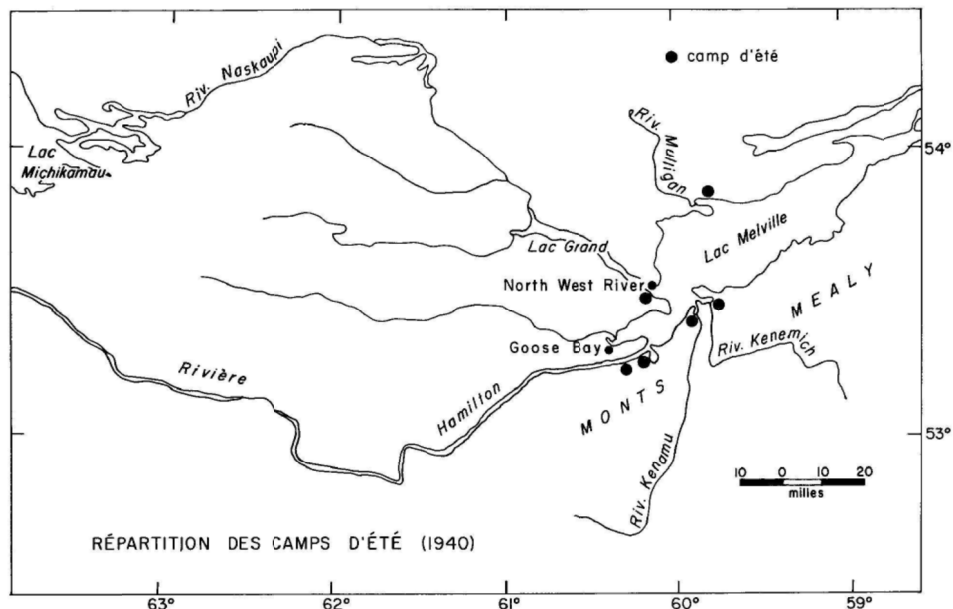 camp d'été
Riv. Naskaupi
Riv. Mulligan
Lac
Michikamau
54°
Lac Melville
Lac Grand
North West River
MEALY
Goose Bay
Riv. Kenemich
Rivière
Hamilton
MONTS
53°
Riv. Kenamu
10 0 10 20
milles
RÉPARTITION DES CAMPS D'ÉTÉ (1940)
63° 62° 61° 60° 59°